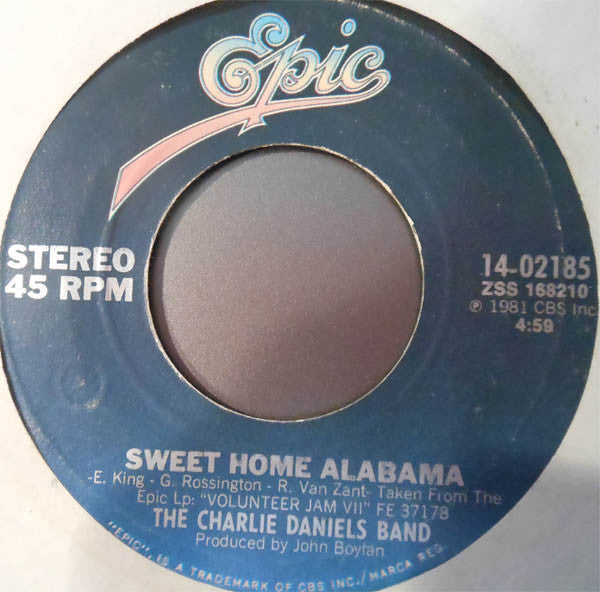 Epic
STEREO
45 RPM
14-02185
ZSS 168210
℗ 1981 CBS Inc
4:59
SWEET HOME ALABAMA
-E. King - G. Rossington - R. Van Zant- Taken From The
Epic Lp: "VOLUNTEER JAM VII" FE 37178
THE CHARLIE DANIELS BAND
Produced by John Boylan
"EPIC", IS A TRADEMARK OF CBS INC./MARCA REG.